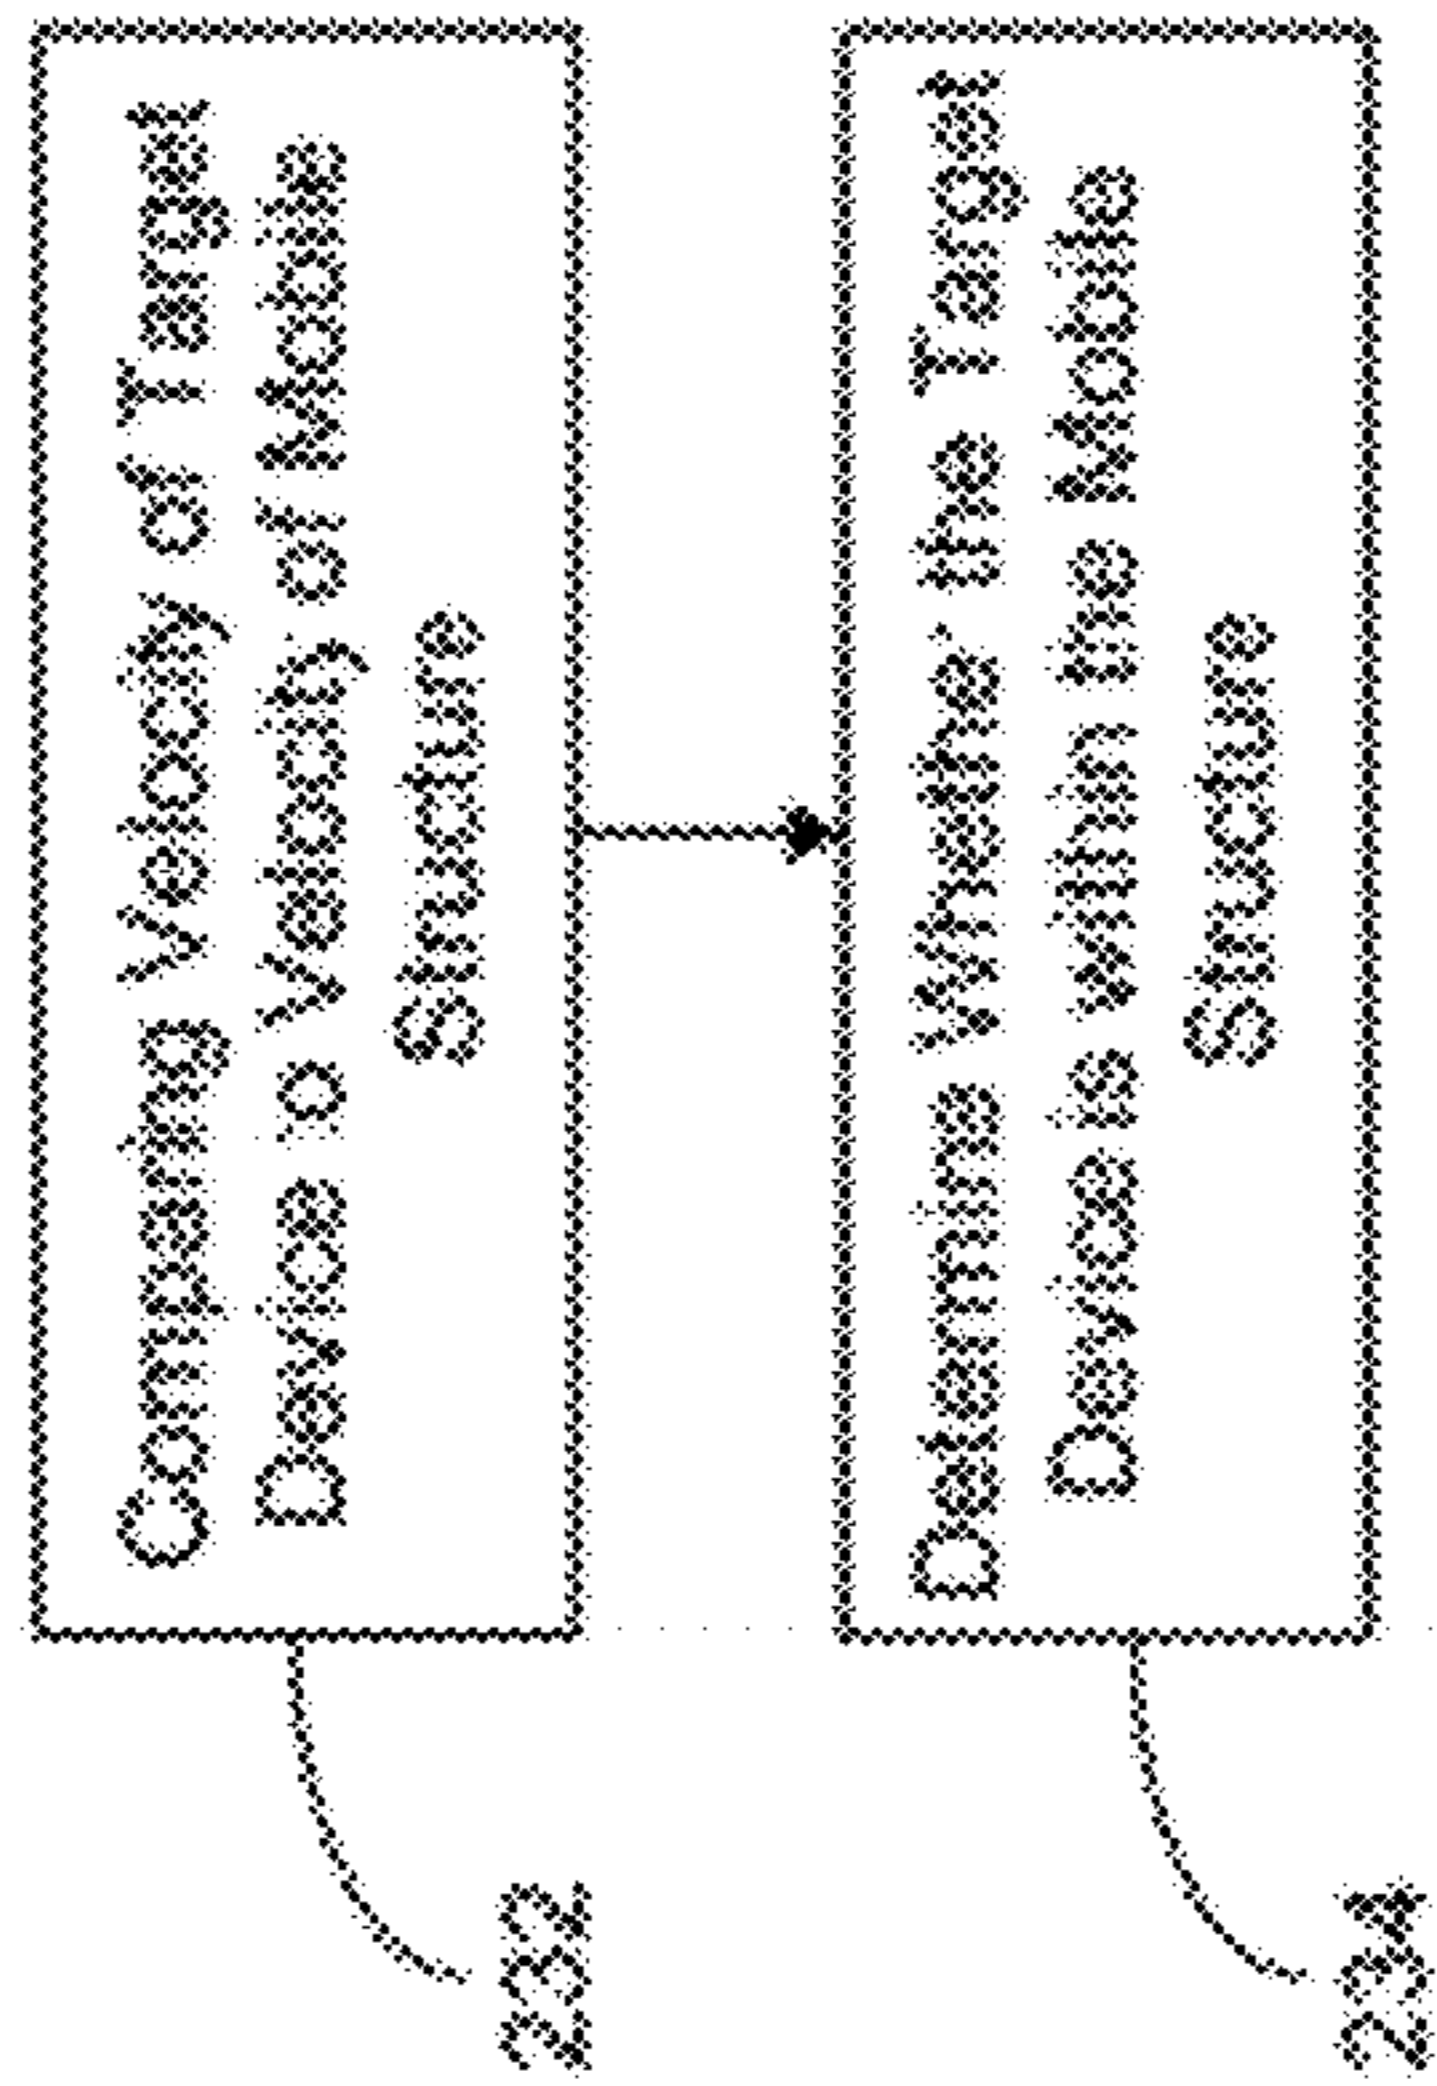 Comparing Velocity of Target
Device to Velocity of Mobile
Structure
232
Determine Whether the Target
Device is within the Mobile
Structure
234